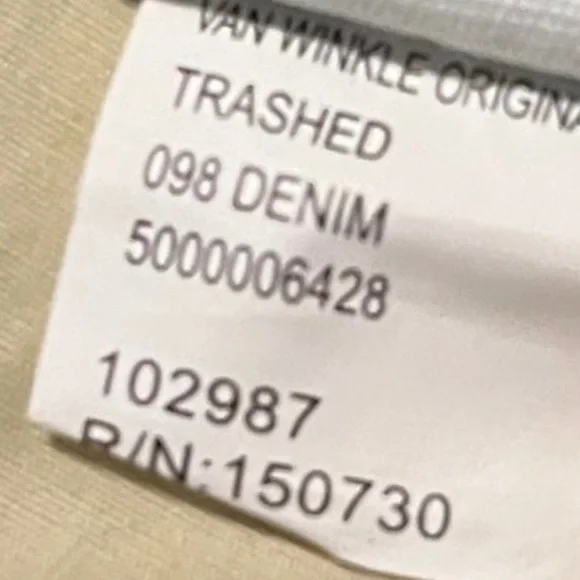 VAN WINKLE ORIGINA
TRASHED
098 DENIM
5000006428
102987
R/N:150730